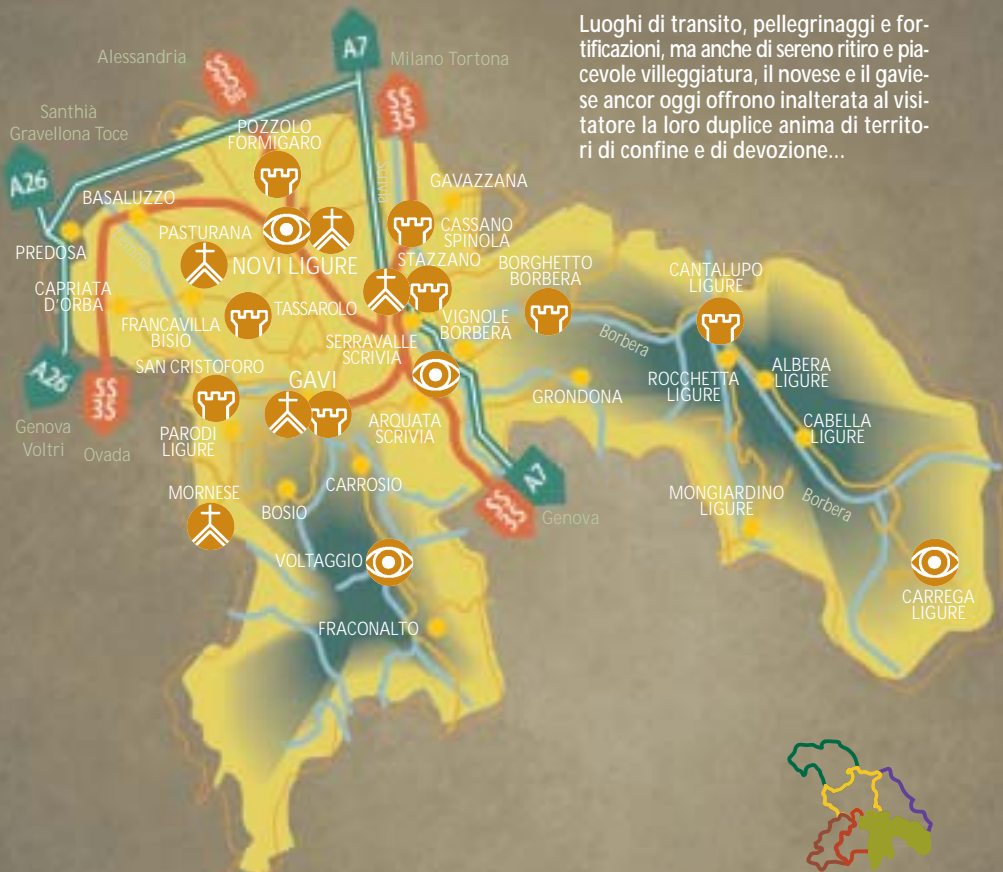 Luoghi di transito, pellegrinaggi e for-
tificazioni, ma anche di sereno ritiro e pia-
cevole villeggiatura, il novese e il gavie-
se ancor oggi offrono inalterata al visi-
tatore la loro duplice anima di territo-
ri di confine e di devozione...
A7
Alessandria
Milano Tortona
SS
35
Santhià
Gravellona Toce
POZZOLO
FORMIGARO
A26
Scrivia
GAVAZZANA
BASALUZZO
CASSANO
SPINOLA
PASTURANA
PREDOSA
NOVI LIGURE
STAZZANO
BORGHETTO
BORBERA
CANTALUPO
LIGURE
CAPRIATA
D'ORBA
TASSAROLO
FRANCAVILLA
BISIO
VIGNOLE
BORBERA
SERRAVALLE
SCRIVIA
Borbera
SAN CRISTOFORO
GAVI
ROCCHETTA
LIGURE
ALBERA
LIGURE
A26
SS
35
GRONDONA
ARQUATA
SCRIVIA
CABELLA
LIGURE
Genova
Voltri
Ovada
PARODI
LIGURE
CARROSIO
A7
MORNESE
BOSIO
MONGIARDINO
LIGURE
Borbera
Genova
VOLTAGGIO
CARREGA
LIGURE
FRACONALTO